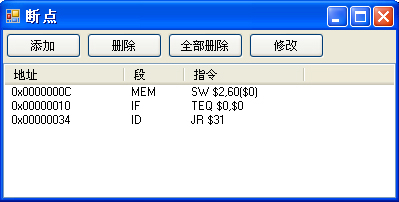 断点
添加 删除 全部删除 修改
地址 段 指令
0x0000000C MEM SW $2,60($0)
0x00000010 IF TEQ $0,$0
0x00000034 ID JR $31